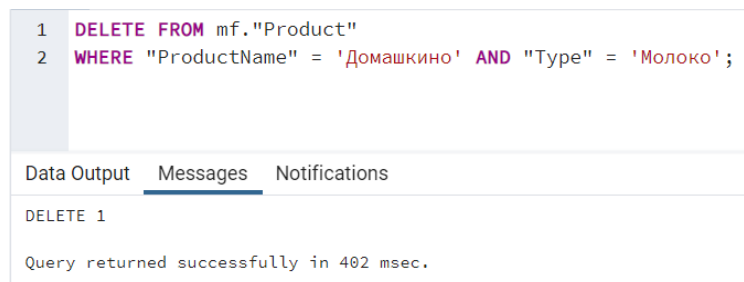 1 DELETE FROM mf."Product"
2 WHERE "ProductName" = 'Домашкино' AND "Type" = 'Молоко';
Data Output Messages Notifications
DELETE 1
Query returned successfully in 402 msec.